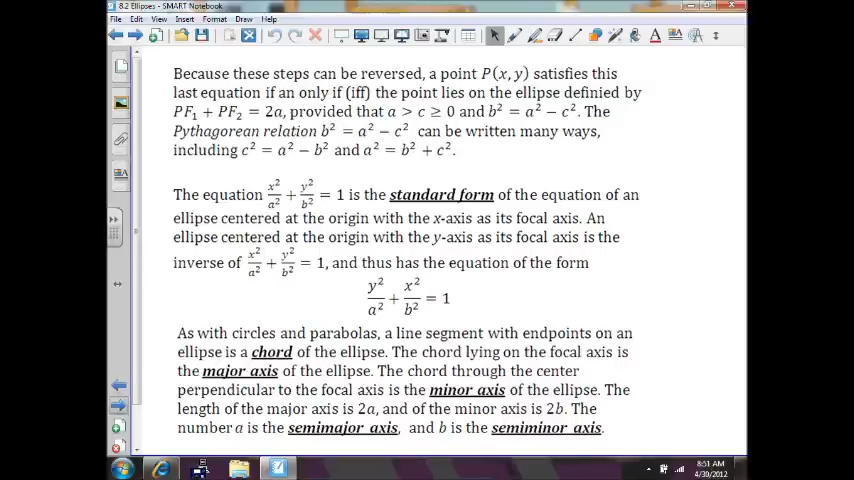 8.2 Ellipses - SMART Notebook
File Edit View Insert Format Draw Help
Because these steps can be reversed, a point P(x, y) satisfies this
last equation if an only if (iff) the point lies on the ellipse definied by
PF₁ + PF₂ = 2a, provided that a > c ≥ 0 and b² = a² − c². The
Pythagorean relation b² = a² − c² can be written many ways,
including c² = a² − b² and a² = b² + c².
The equation x²/a² + y²/b² = 1 is the standard form of the equation of an
ellipse centered at the origin with the x-axis as its focal axis. An
ellipse centered at the origin with the y-axis as its focal axis is the
inverse of x²/a² + y²/b² = 1, and thus has the equation of the form
y²/a² + x²/b² = 1
As with circles and parabolas, a line segment with endpoints on an
ellipse is a chord of the ellipse. The chord lying on the focal axis is
the major axis of the ellipse. The chord through the center
perpendicular to the focal axis is the minor axis of the ellipse. The
length of the major axis is 2a, and of the minor axis is 2b. The
number a is the semimajor axis, and b is the semiminor axis.
8:51 AM
4/30/2012